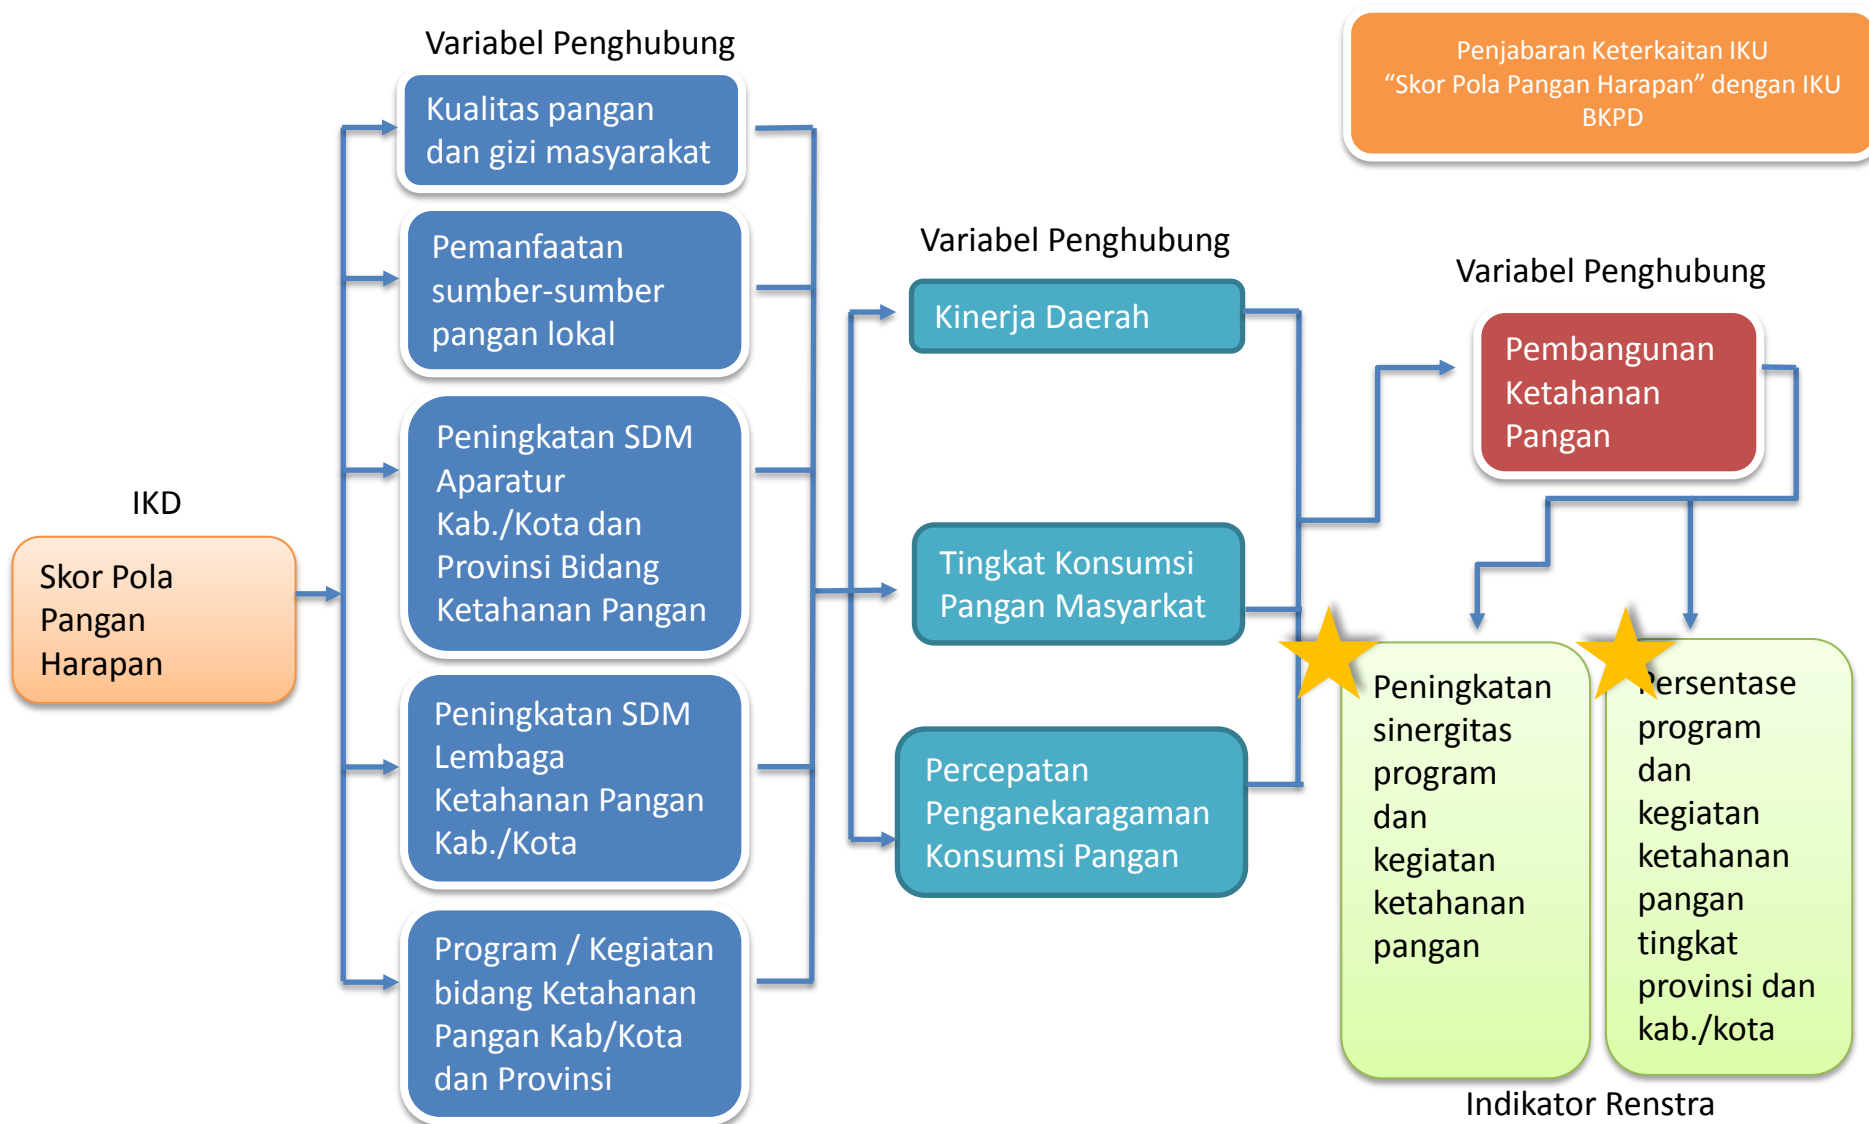 Variabel Penghubung
Penjabaran Keterkaitan IKU
“Skor Pola Pangan Harapan” dengan IKU
BKPD
Kualitas pangan
dan gizi masyarakat
Pemanfaatan
sumber-sumber
pangan lokal
Peningkatan SDM
Aparatur
Kab./Kota dan
Provinsi Bidang
Ketahanan Pangan
Peningkatan SDM
Lembaga
Ketahanan Pangan
Kab./Kota
Program / Kegiatan
bidang Ketahanan
Pangan Kab/Kota
dan Provinsi
IKD
Skor Pola
Pangan
Harapan
Variabel Penghubung
Kinerja Daerah
Tingkat Konsumsi
Pangan Masyarkat
Percepatan
Penganekaragaman
Konsumsi Pangan
Variabel Penghubung
Pembangunan
Ketahanan
Pangan
Peningkatan
sinergitas
program
dan
kegiatan
ketahanan
pangan
Persentase
program
dan
kegiatan
ketahanan
pangan
tingkat
provinsi dan
kab./kota
Indikator Renstra